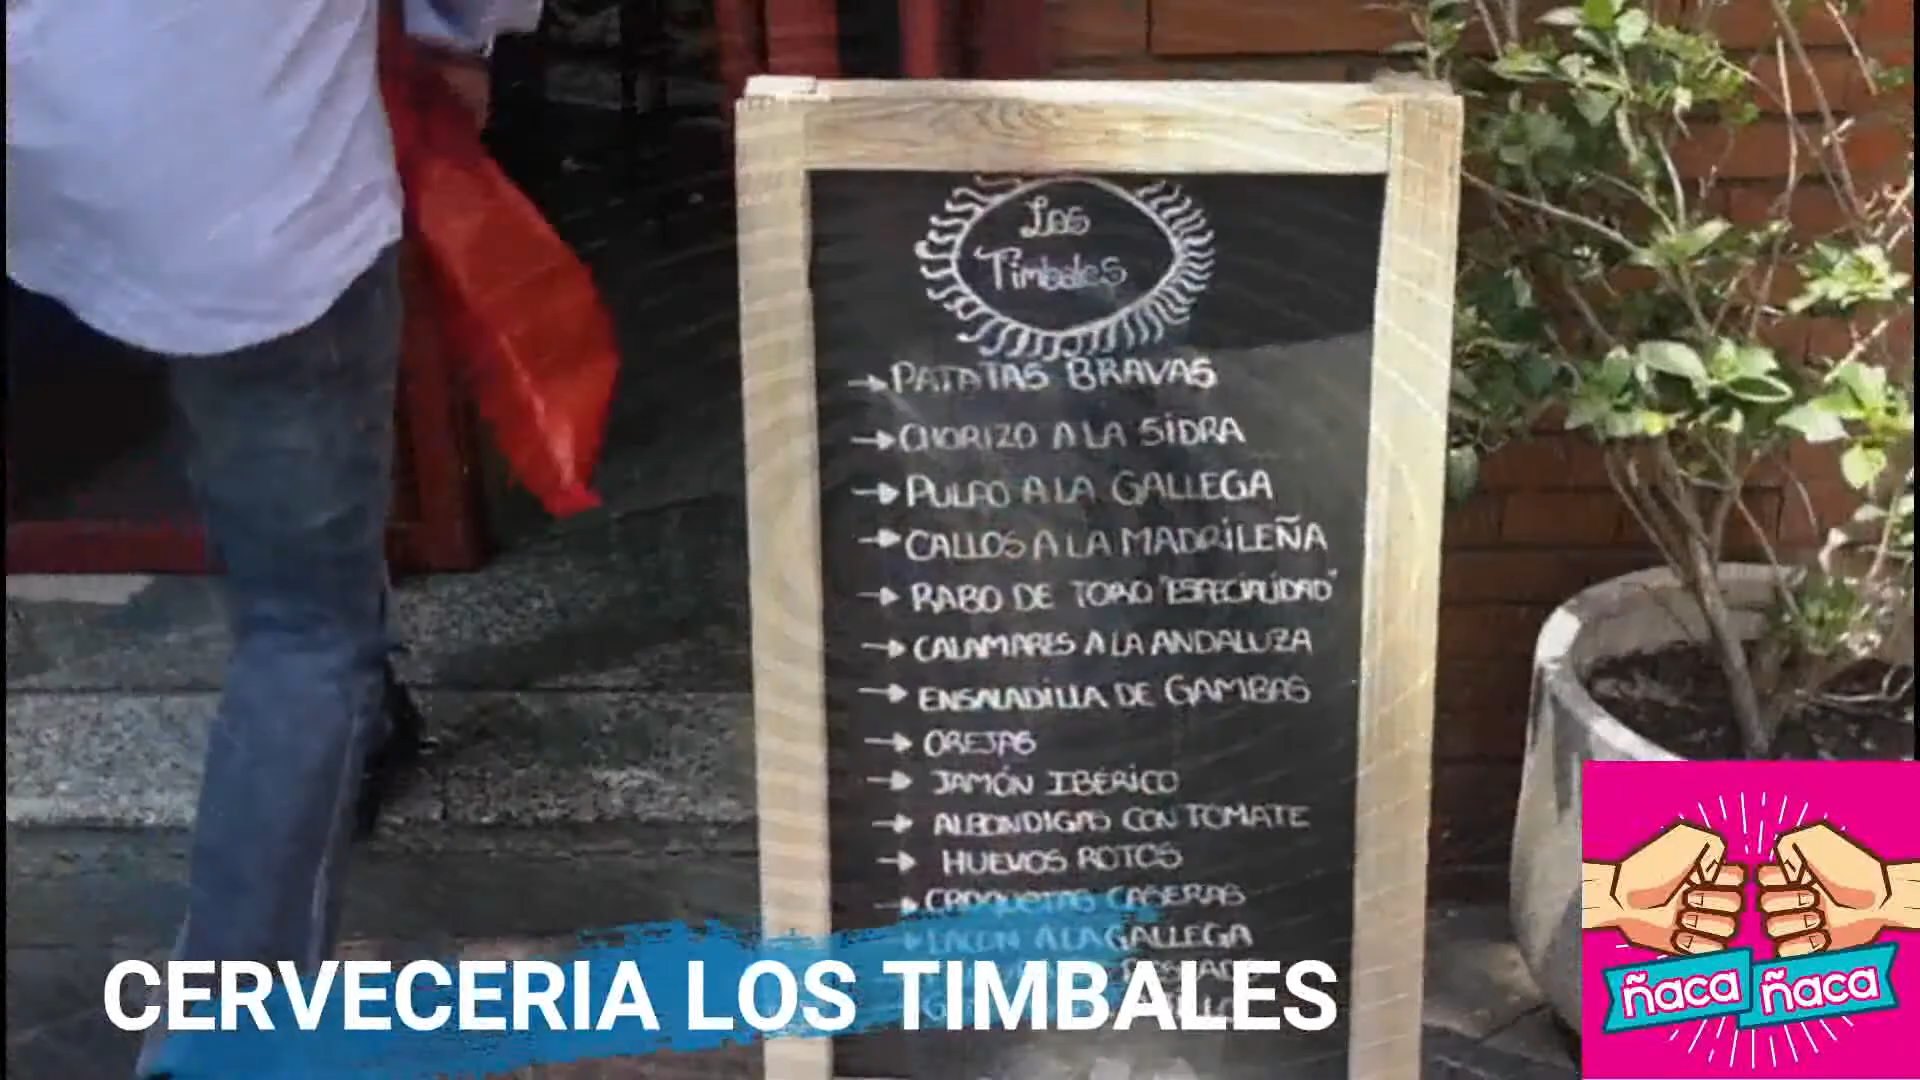 Los
Timbales
PATATAS BRAVAS
CHORIZO A LA SIDRA
PULPO A LA GALLEGA
CALLOS A LA MADRILEÑA
RABO DE TORO "ESPECIALIDAD"
CALAMARES A LA ANDALUZA
ENSALADILLA DE GAMBAS
OREJAS
JAMÓN IBÉRICO
ALBONDIGAS CON TOMATE
HUEVOS ROTOS
CROQUETAS CASERAS
LACON A LA GALLEGA
CERVECERIA LOS TIMBALES
ñaca ñaca